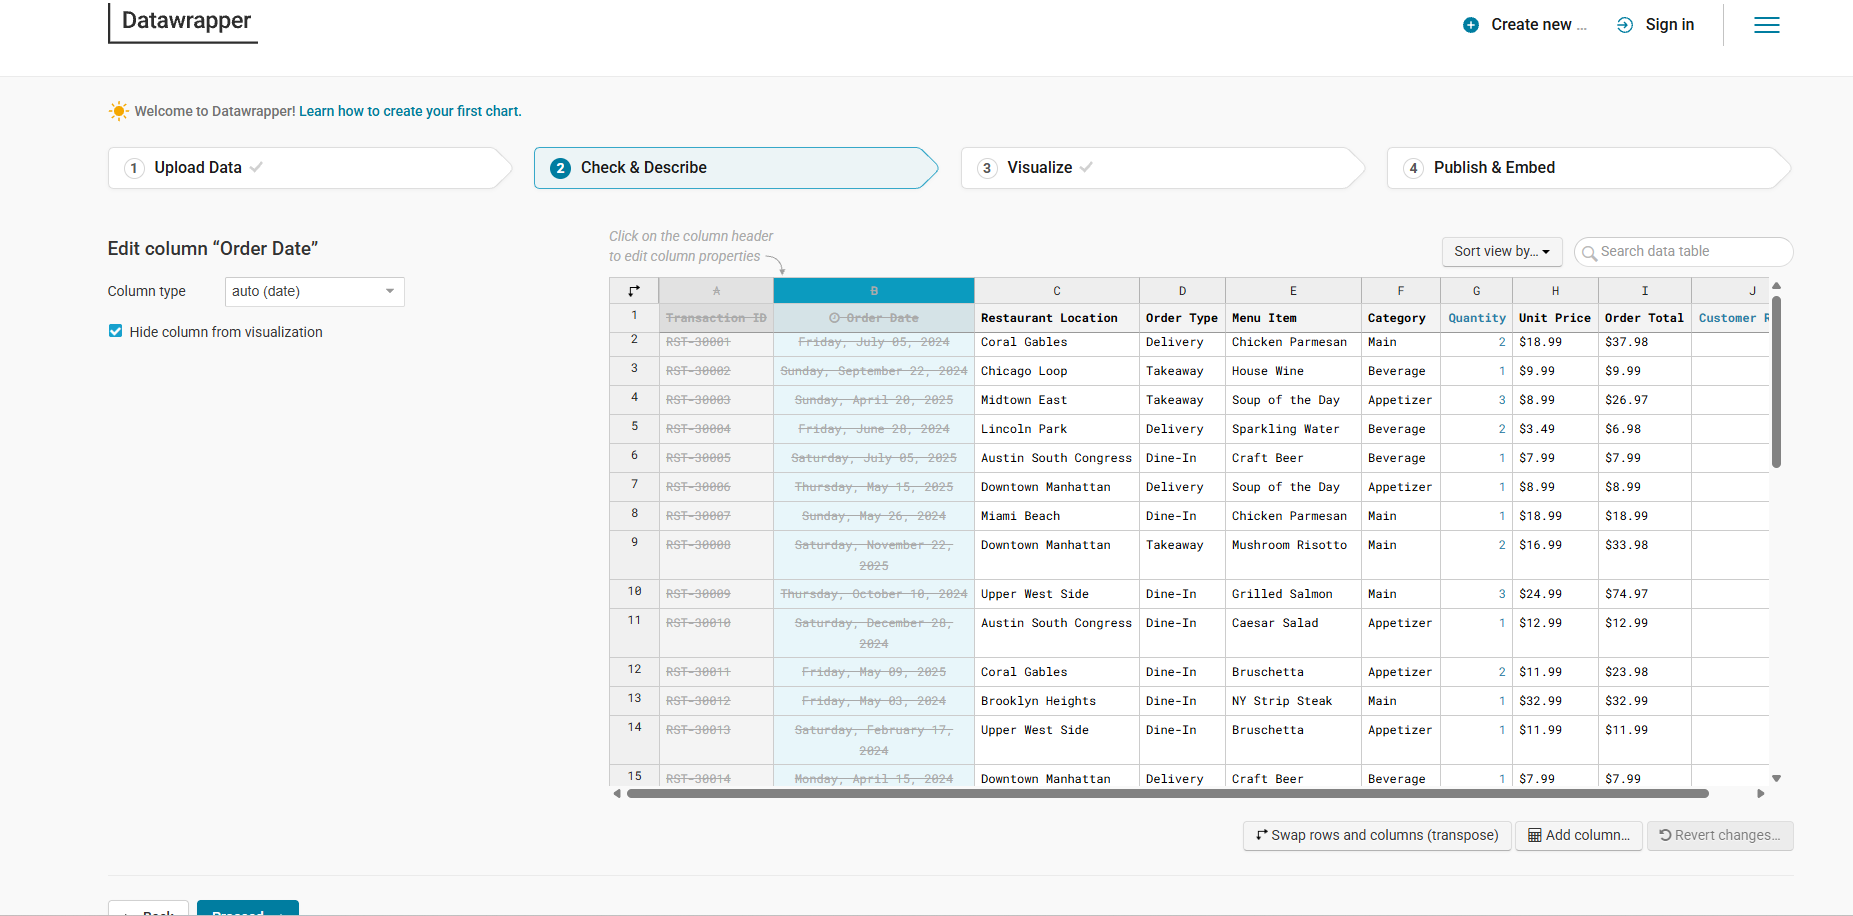 Datawrapper
Create new ...
Sign in
Welcome to Datawrapper! Learn how to create your first chart.
1 Upload Data
2 Check & Describe
3 Visualize
4 Publish & Embed
Edit column “Order Date”
Column type auto (date)
Hide column from visualization
Click on the column header
to edit column properties
Sort view by...
Search data table
A B C D E F G H I J
1 Transaction ID Order Date Restaurant Location Order Type Menu Item Category Quantity Unit Price Order Total Customer R
2 RST-30001 Friday, July 05, 2024 Coral Gables Delivery Chicken Parmesan Main 2 $18.99 $37.98
3 RST-30002 Sunday, September 22, 2024 Chicago Loop Takeaway House Wine Beverage 1 $9.99 $9.99
4 RST-30003 Sunday, April 20, 2025 Midtown East Takeaway Soup of the Day Appetizer 3 $8.99 $26.97
5 RST-30004 Friday, June 28, 2024 Lincoln Park Delivery Sparkling Water Beverage 2 $3.49 $6.98
6 RST-30005 Saturday, July 05, 2025 Austin South Congress Dine-In Craft Beer Beverage 1 $7.99 $7.99
7 RST-30006 Thursday, May 15, 2025 Downtown Manhattan Delivery Soup of the Day Appetizer 1 $8.99 $8.99
8 RST-30007 Sunday, May 26, 2024 Miami Beach Dine-In Chicken Parmesan Main 1 $18.99 $18.99
9 RST-30008 Saturday, November 22, 2025 Downtown Manhattan Takeaway Mushroom Risotto Main 2 $16.99 $33.98
10 RST-30009 Thursday, October 10, 2024 Upper West Side Dine-In Grilled Salmon Main 3 $24.99 $74.97
11 RST-30010 Saturday, December 28, 2024 Austin South Congress Dine-In Caesar Salad Appetizer 1 $12.99 $12.99
12 RST-30011 Friday, May 09, 2025 Coral Gables Dine-In Bruschetta Appetizer 2 $11.99 $23.98
13 RST-30012 Friday, May 03, 2024 Brooklyn Heights Dine-In NY Strip Steak Main 1 $32.99 $32.99
14 RST-30013 Saturday, February 17, 2024 Upper West Side Dine-In Bruschetta Appetizer 1 $11.99 $11.99
15 RST-30014 Monday, April 15, 2024 Downtown Manhattan Delivery Craft Beer Beverage 1 $7.99 $7.99
Swap rows and columns (transpose)
Add column...
Revert changes...
Back
Proceed